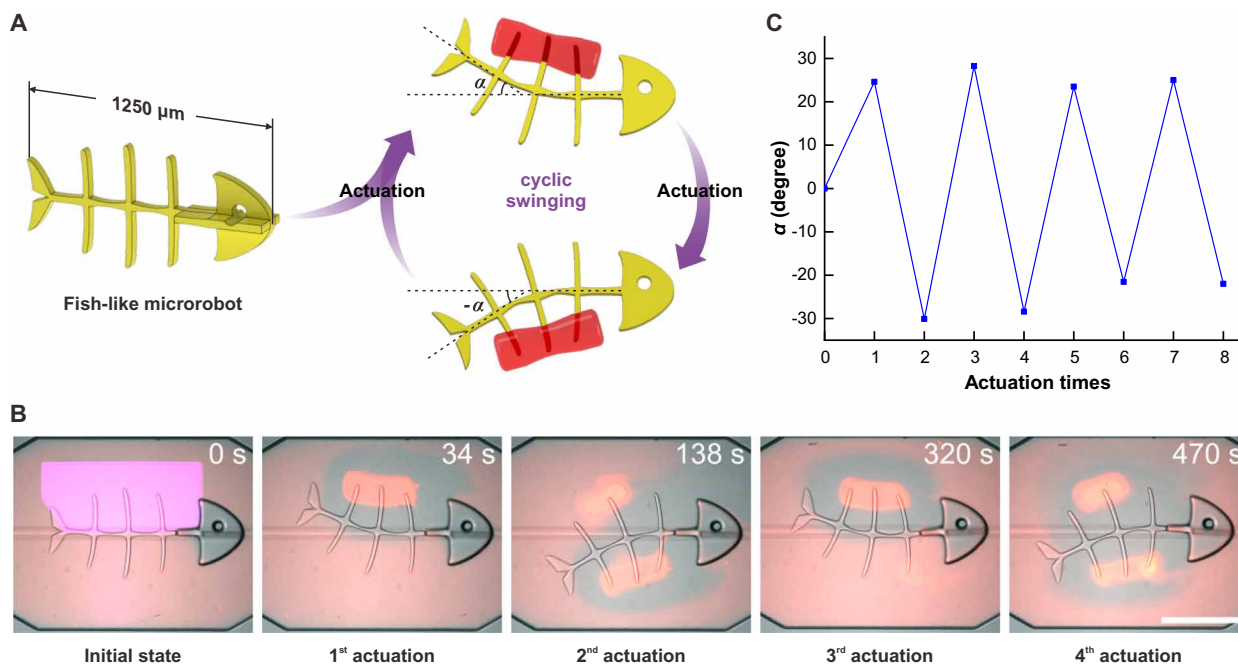 A
1250 µm
Fish-like microrobot
Actuation
α
cyclic
swinging
Actuation
-α
C
α (degree)
30
20
10
0
-10
-20
-30
0 1 2 3 4 5 6 7 8
Actuation times
B
0 s
34 s
138 s
320 s
470 s
Initial state
1st actuation
2nd actuation
3rd actuation
4th actuation